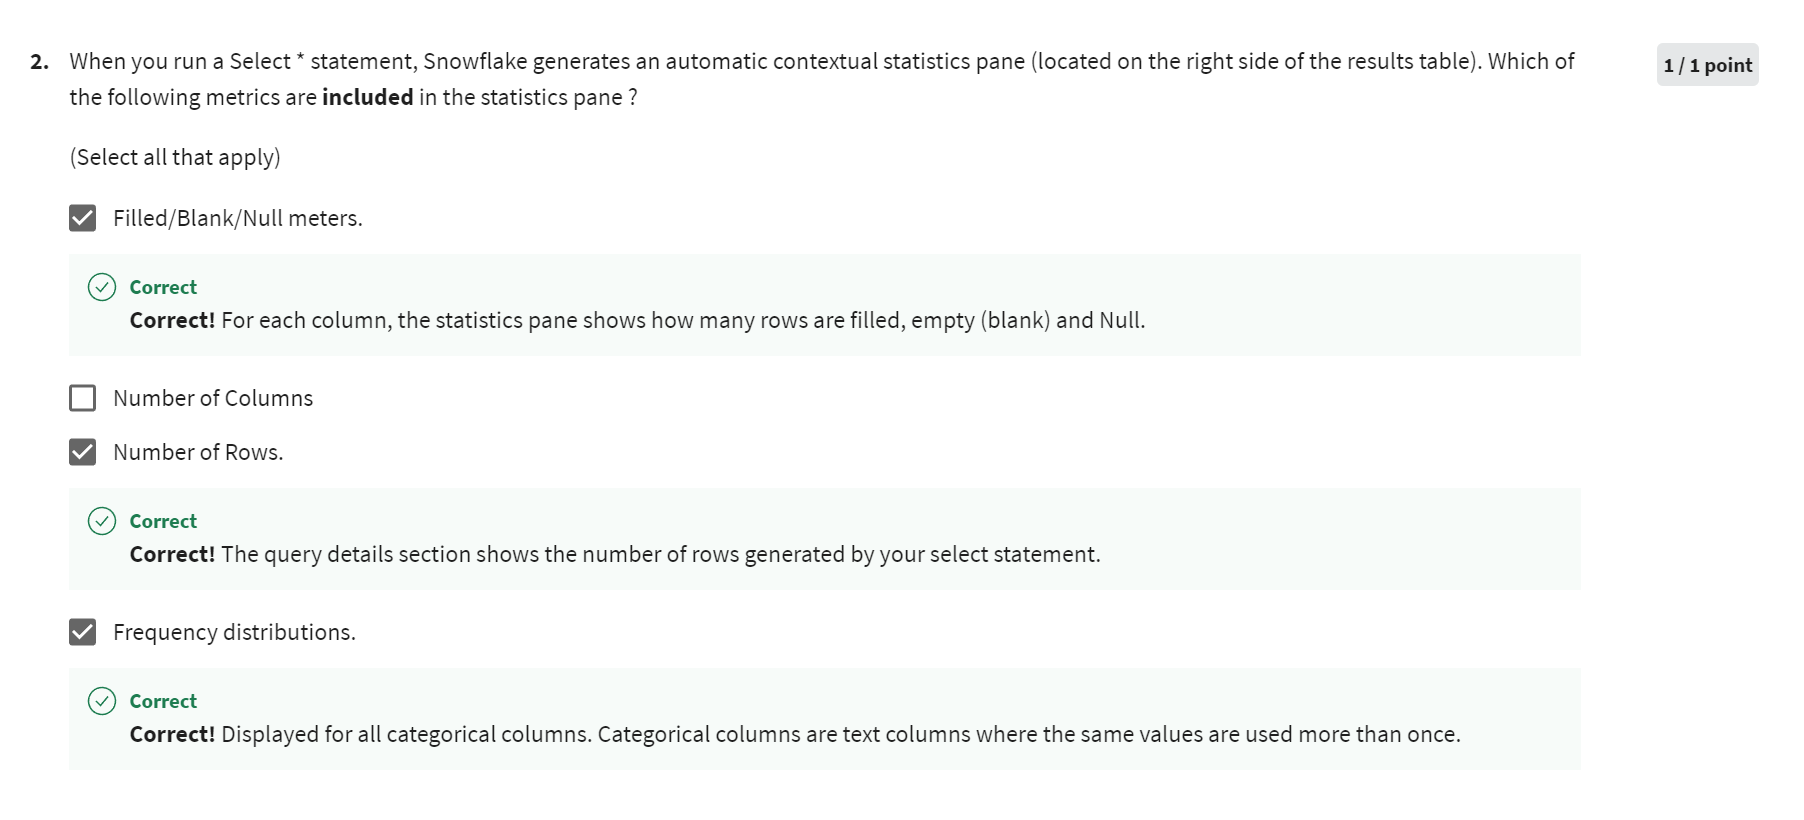 2. When you run a Select * statement, Snowflake generates an automatic contextual statistics pane (located on the right side of the results table). Which of
the following metrics are included in the statistics pane ?
1 / 1 point
(Select all that apply)
Filled/Blank/Null meters.
Correct
Correct! For each column, the statistics pane shows how many rows are filled, empty (blank) and Null.
Number of Columns
Number of Rows.
Correct
Correct! The query details section shows the number of rows generated by your select statement.
Frequency distributions.
Correct
Correct! Displayed for all categorical columns. Categorical columns are text columns where the same values are used more than once.